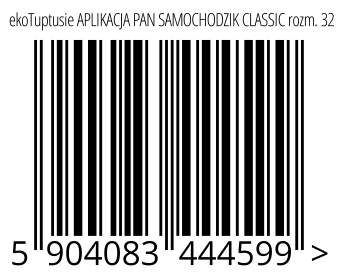 ekoTuptusie APLIKACJA PAN SAMOCHODZIK CLASSIC rozm. 32
5 904083 444599 >